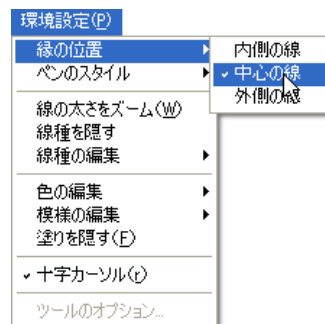 環境設定(P)
縁の位置
ペンのスタイル
線の太さをズーム(W)
線種を隠す
線種の編集
色の編集
模様の編集
塗りを隠す(F)
十字カーソル(r)
ツールのオプション...
内側の線
中心の線
外側の線